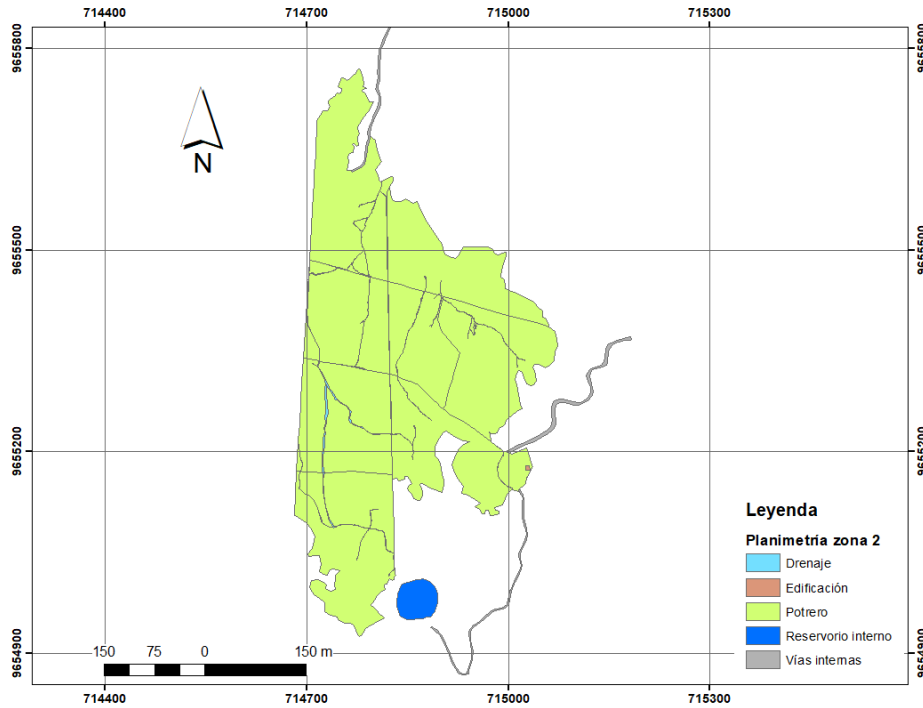 714400 714700 715000 715300
9655800 9655800
N
9655500 9655500
9655200 9655200
Leyenda
Planimetría zona 2
Drenaje
Edificación
Potrero
Reservorio interno
Vías internas
9654900 9654900
150 75 0 150 m
714400 714700 715000 715300